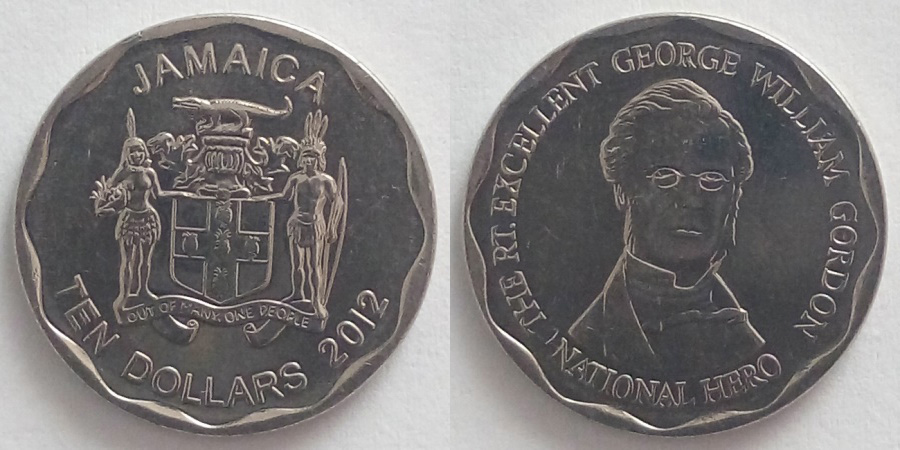 JAMAICA
OUT OF MANY, ONE PEOPLE
TEN DOLLARS 2012
THE RT. EXCELLENT GEORGE WILLIAM GORDON
NATIONAL HERO